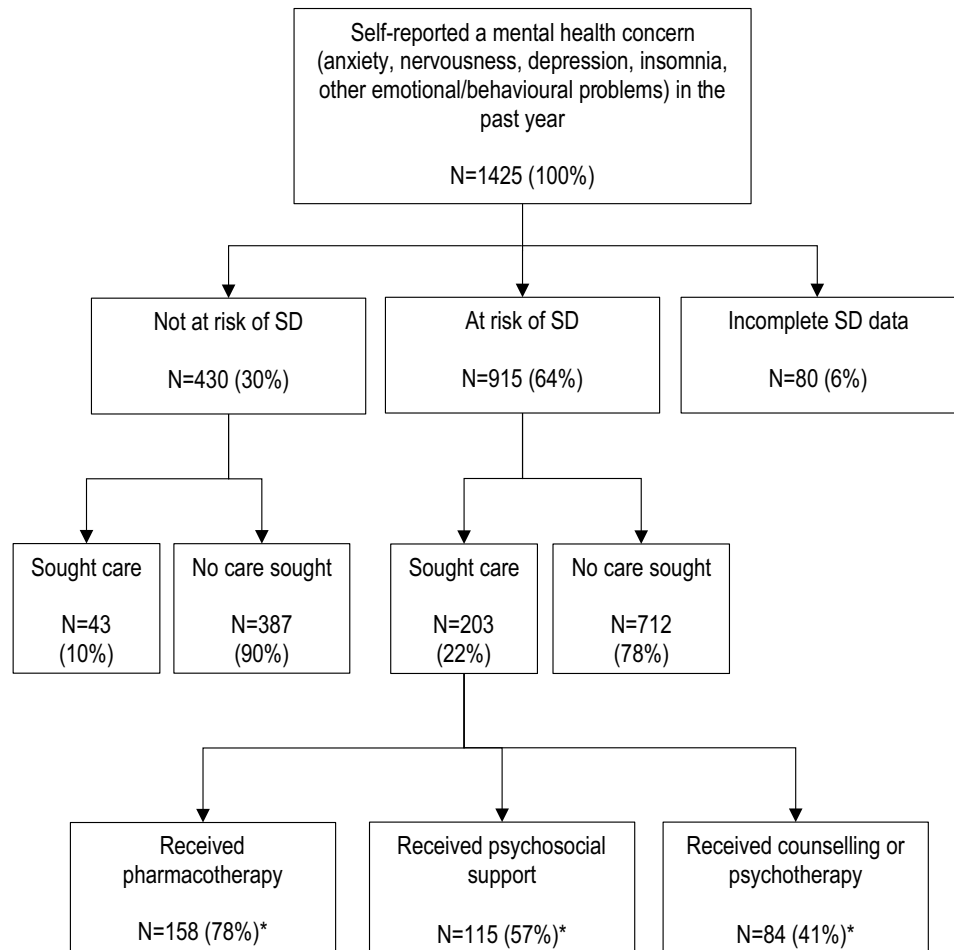 Self-reported a mental health concern
(anxiety, nervousness, depression, insomnia,
other emotional/behavioural problems) in the
past year
N=1425 (100%)
Not at risk of SD
N=430 (30%)
At risk of SD
N=915 (64%)
Incomplete SD data
N=80 (6%)
Sought care
N=43
(10%)
No care sought
N=387
(90%)
Sought care
N=203
(22%)
No care sought
N=712
(78%)
Received
pharmacotherapy
N=158 (78%)*
Received psychosocial
support
N=115 (57%)*
Received counselling or
psychotherapy
N=84 (41%)*